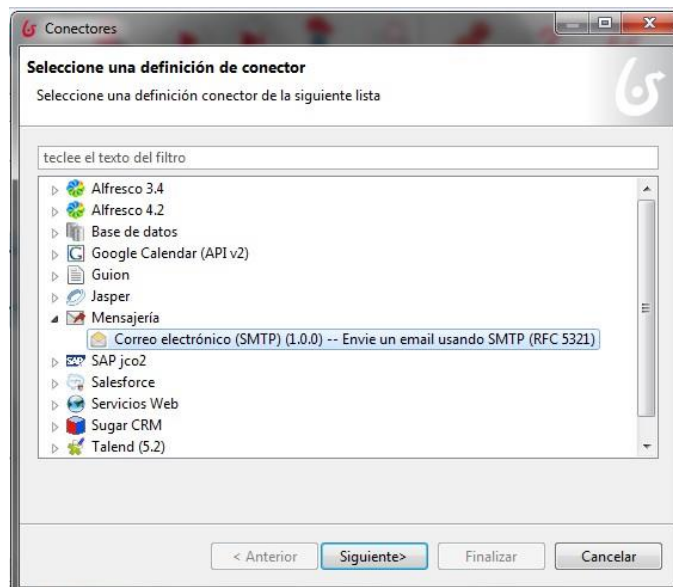 Conectores
Seleccione una definición de conector
Seleccione una definición conector de la siguiente lista
teclee el texto del filtro
Alfresco 3.4
Alfresco 4.2
Base de datos
Google Calendar (API v2)
Guion
Jasper
Mensajería
Correo electrónico (SMTP) (1.0.0) -- Envie un email usando SMTP (RFC 5321)
SAP SAP jco2
Salesforce
Servicios Web
Sugar CRM
Talend (5.2)
< Anterior Siguiente> Finalizar Cancelar